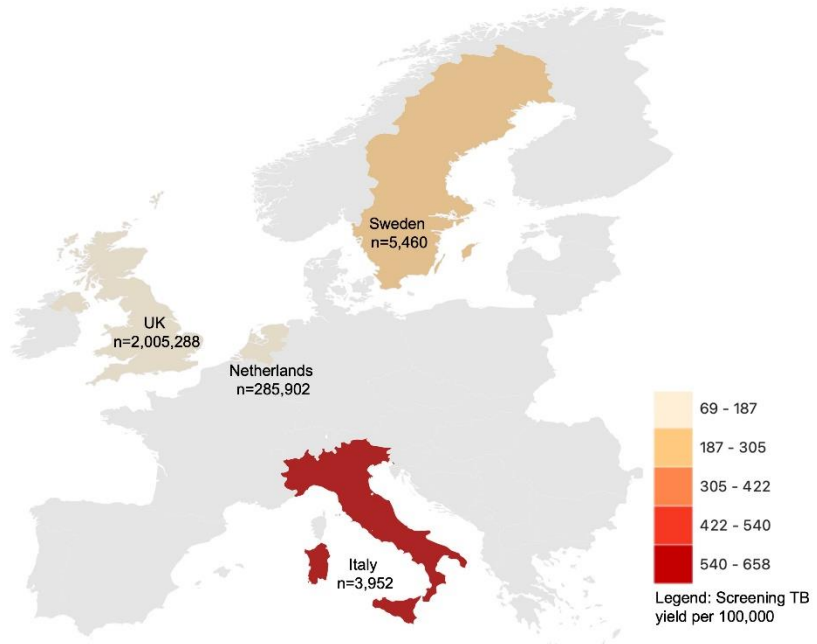 Sweden
n=5,460
UK
n=2,005,288
Netherlands
n=285,902
Italy
n=3,952
69 - 187
187 - 305
305 - 422
422 - 540
540 - 658
Legend: Screening TB
yield per 100,000